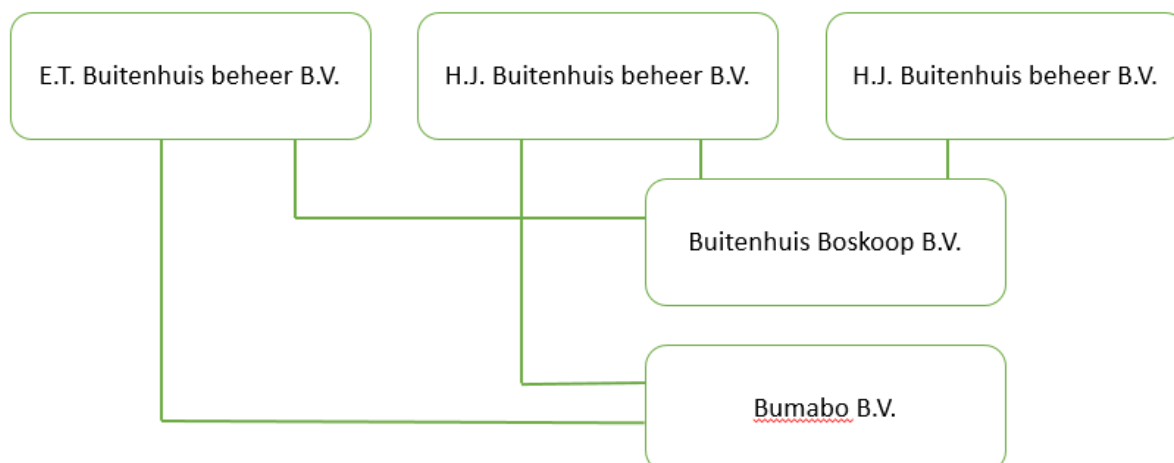 E.T. Buitenhuis beheer B.V.
H.J. Buitenhuis beheer B.V.
H.J. Buitenhuis beheer B.V.
Buitenhuis Boskoop B.V.
Bumabo B.V.